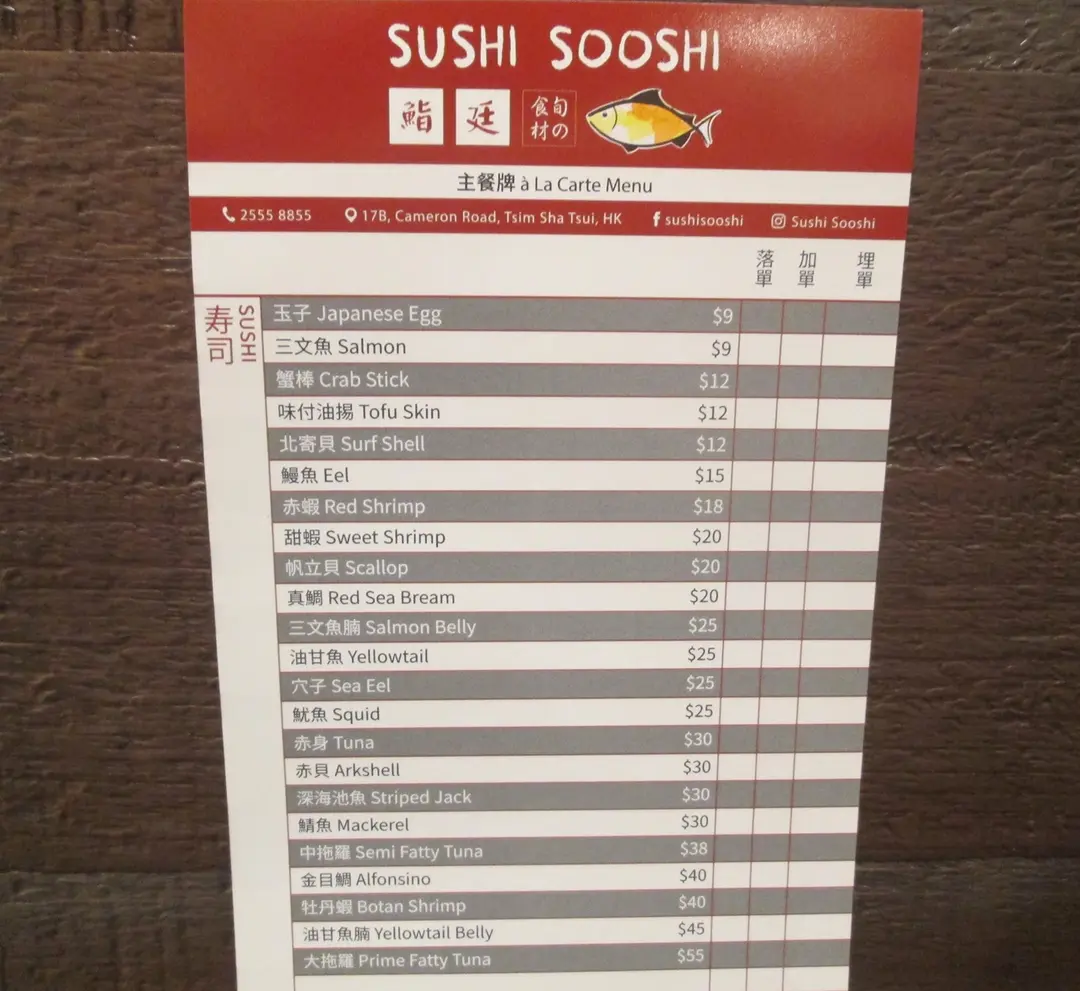 SUSHI SOOSHI
鮨 廷 旬の食材
主餐牌 à La Carte Menu
2555 8855 17B, Cameron Road, Tsim Sha Tsui, HK sushisooshi Sushi Sooshi
落單 加單 埋單
寿司 SUSHI
玉子 Japanese Egg $9
三文魚 Salmon $9
蟹棒 Crab Stick $12
味付油揚 Tofu Skin $12
北寄貝 Surf Shell $12
鰻魚 Eel $15
赤蝦 Red Shrimp $18
甜蝦 Sweet Shrimp $20
帆立貝 Scallop $20
真鯛 Red Sea Bream $20
三文魚腩 Salmon Belly $25
油甘魚 Yellowtail $25
穴子 Sea Eel $25
魷魚 Squid $25
赤身 Tuna $30
赤貝 Arkshell $30
深海池魚 Striped Jack $30
鯖魚 Mackerel $30
中拖羅 Semi Fatty Tuna $38
金目鯛 Alfonsino $40
牡丹蝦 Botan Shrimp $40
油甘魚腩 Yellowtail Belly $45
大拖羅 Prime Fatty Tuna $55